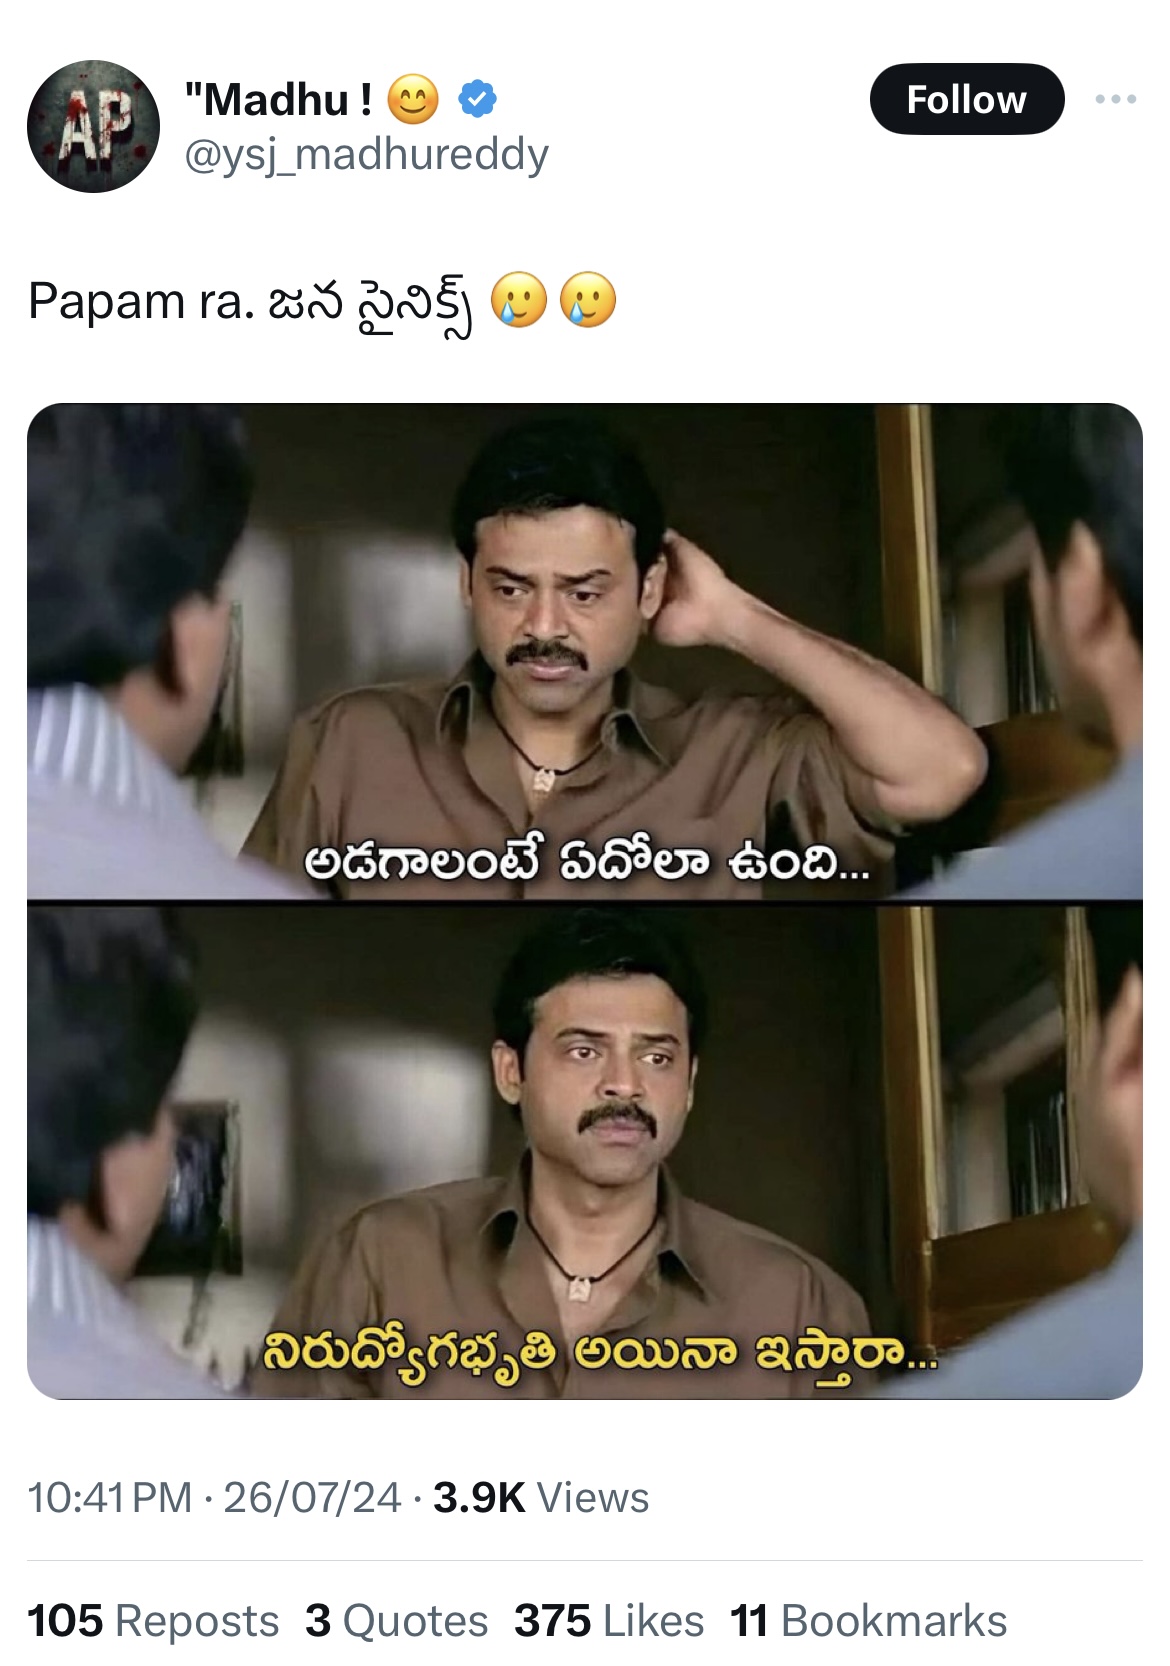 AP
"Madhu ! 😊
Follow
@ysj_madhureddy
Papam ra. జన సైనిక్స్ 🥲🥲
అడగాలంటే ఏదోలా ఉంది...
నిరుద్యోగభృతి అయినా ఇస్తారా...
10:41 PM · 26/07/24 · 3.9K Views
105 Reposts 3 Quotes 375 Likes 11 Bookmarks